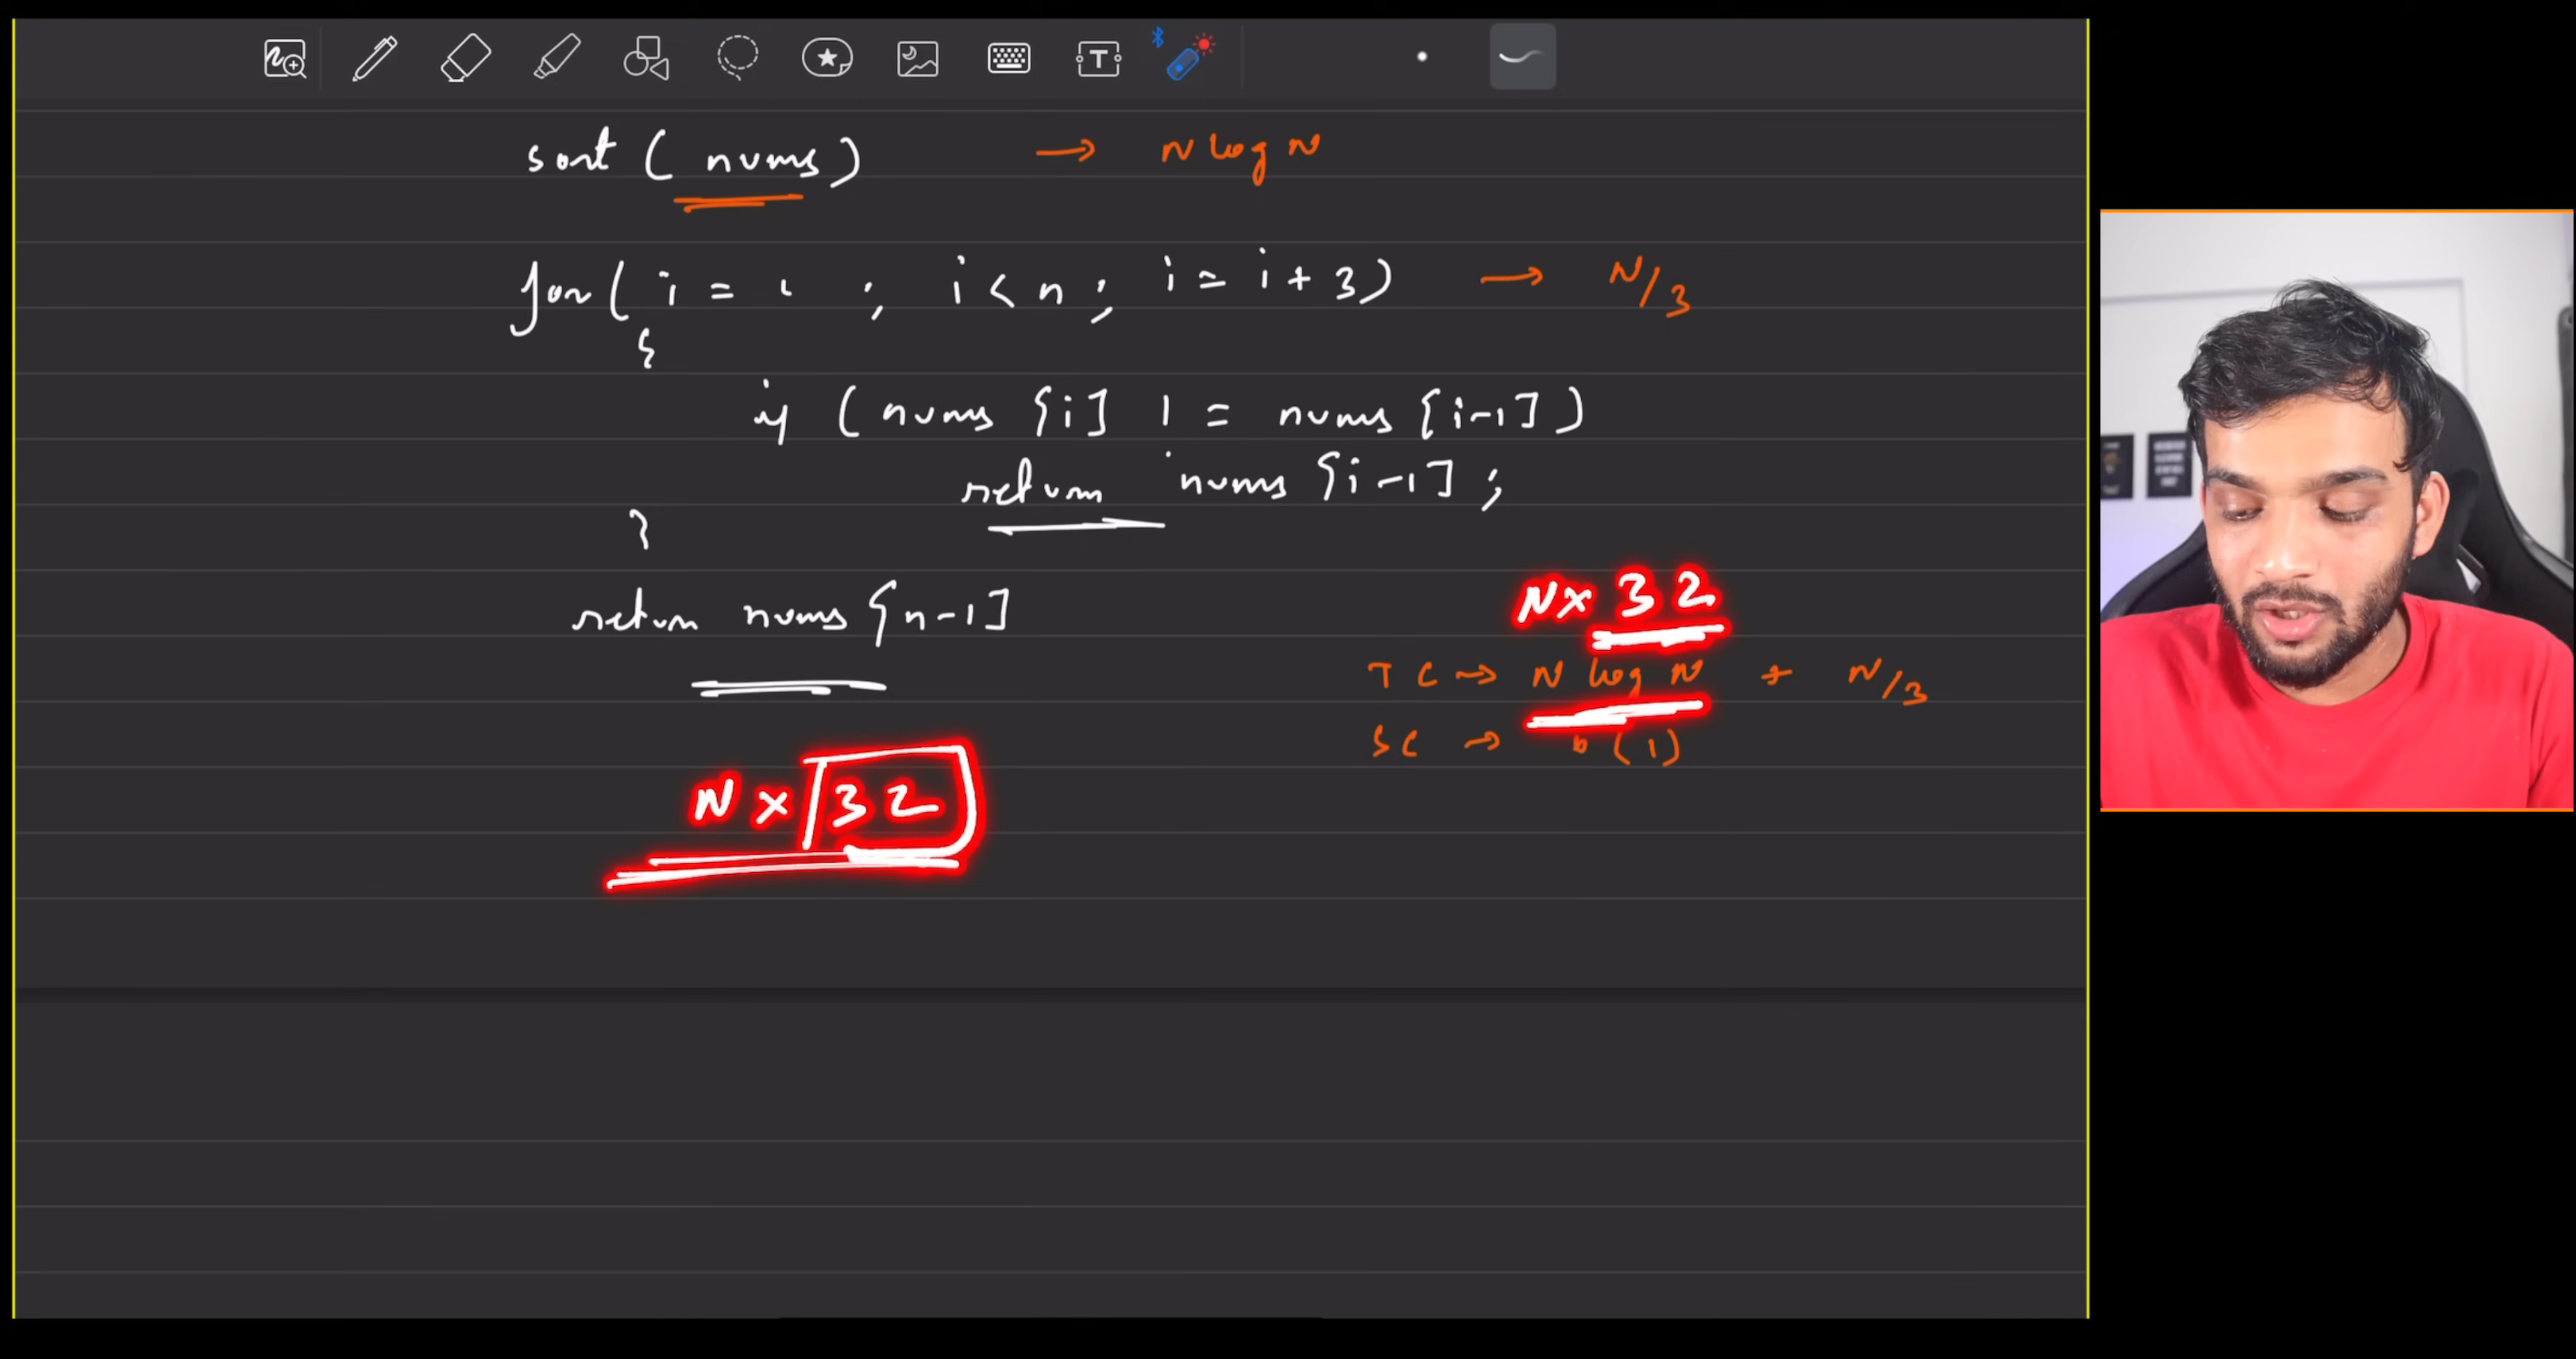 sort ( nums ) → N log N
for ( i = 1 ; i < n ; i = i + 3 ) → N/3
{
if ( nums [i] ! = nums [i-1] )
return nums [i-1] ;
}
return nums [n-1]
N x 32
TC → N log N + N/3
SC → O(1)
N x 32